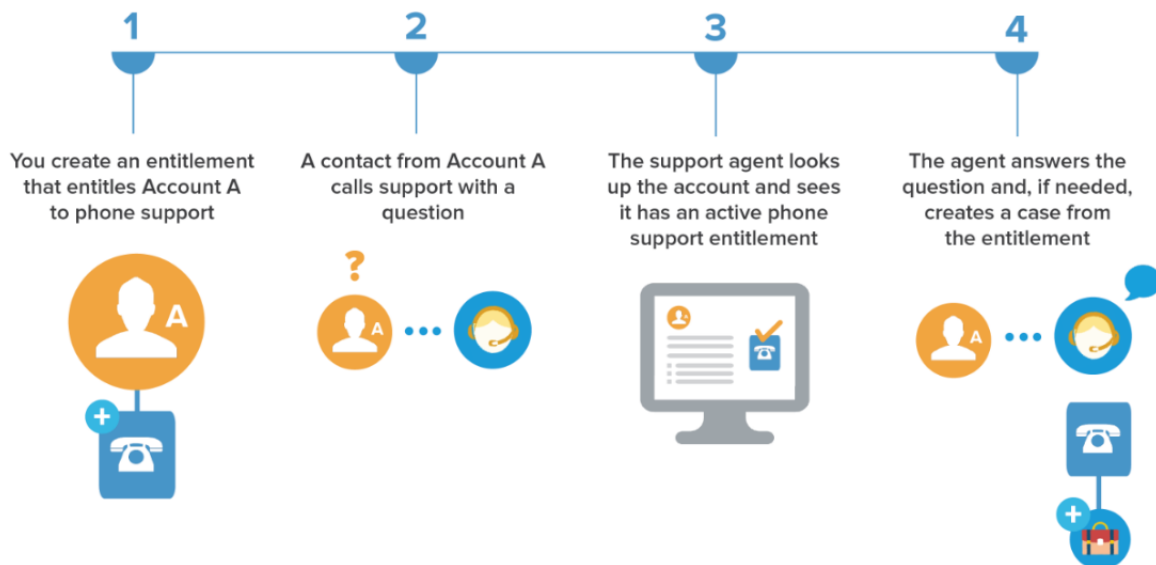 1
2
3
4
You create an entitlement
that entitles Account A
to phone support
A contact from Account A
calls support with a
question
The support agent looks
up the account and sees
it has an active phone
support entitlement
The agent answers the
question and, if needed,
creates a case from
the entitlement
A
?
A
A